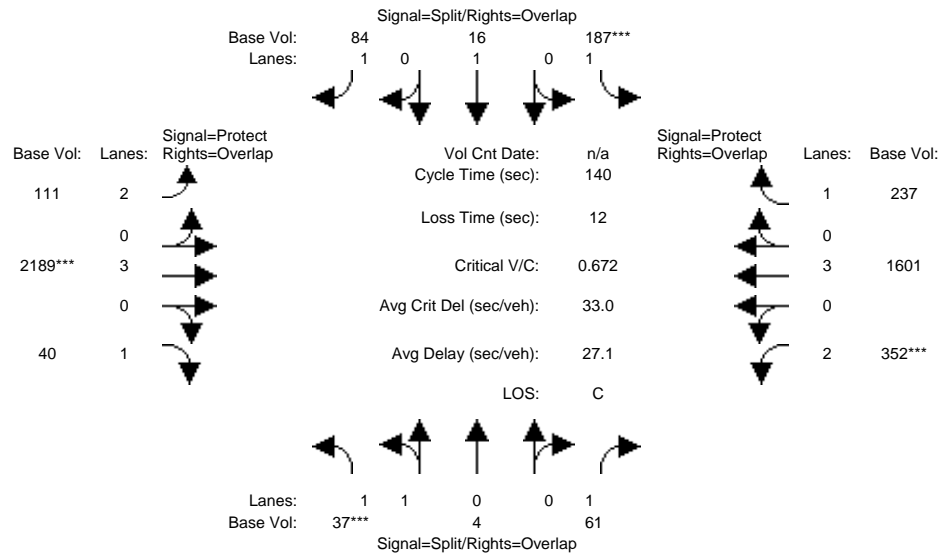 Signal=Split/Rights=Overlap
Base Vol: 84 16 187***
Lanes: 1 0 1 0 1
Signal=Protect
Base Vol: Lanes: Rights=Overlap
Vol Cnt Date: n/a
Signal=Protect
Rights=Overlap Lanes: Base Vol:
Cycle Time (sec): 140
111 2
1 237
Loss Time (sec): 12
0
0
2189*** 3
Critical V/C: 0.672
3 1601
0
Avg Crit Del (sec/veh): 33.0
0
40 1
Avg Delay (sec/veh): 27.1
2 352***
LOS: C
Lanes: 1 1 0 0 1
Base Vol: 37*** 4 61
Signal=Split/Rights=Overlap